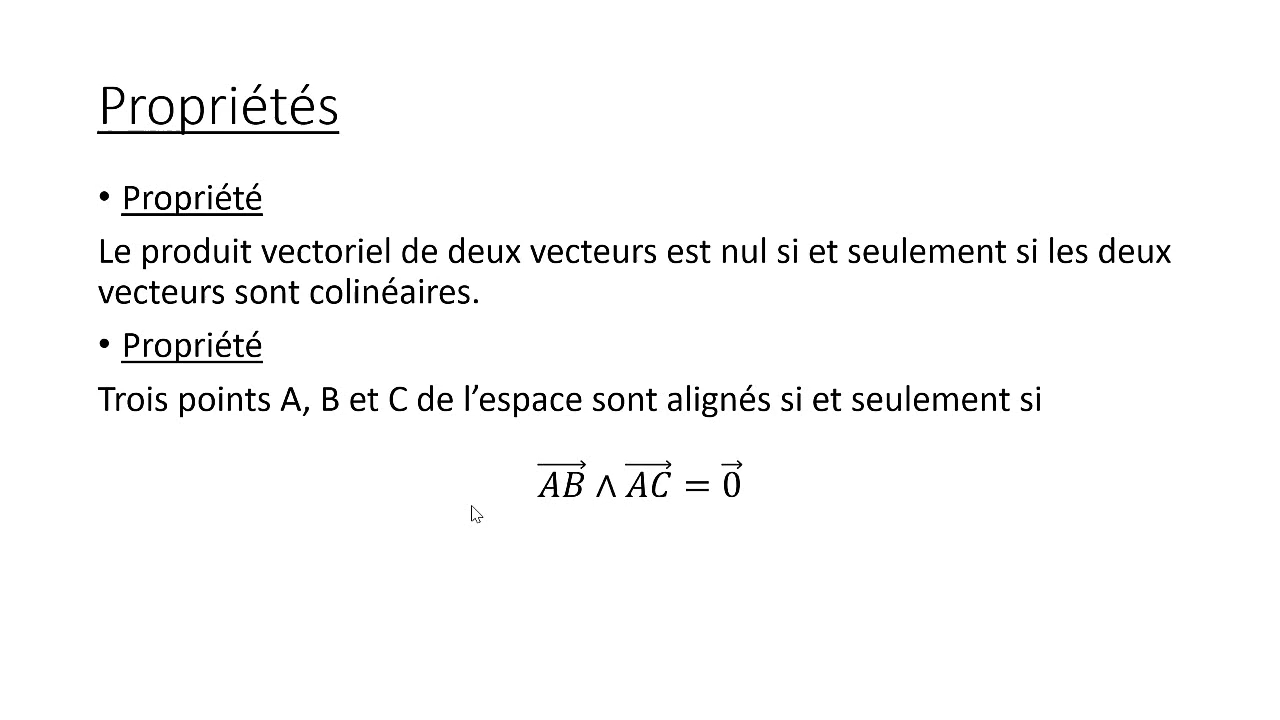 Propriétés
• Propriété
Le produit vectoriel de deux vecteurs est nul si et seulement si les deux
vecteurs sont colinéaires.
• Propriété
Trois points A, B et C de l’espace sont alignés si et seulement si
$\overrightarrow{AB} \wedge \overrightarrow{AC} = \vec{0}$